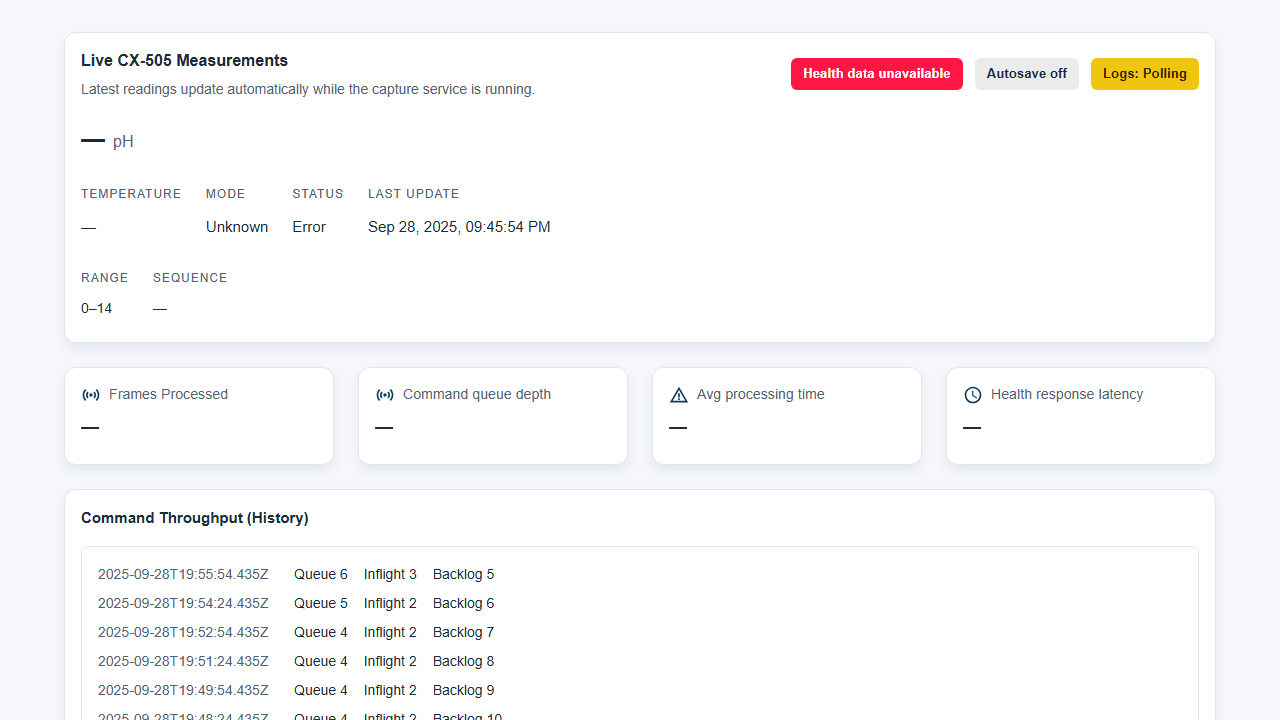 Live CX-505 Measurements
Latest readings update automatically while the capture service is running.
Health data unavailable
Autosave off
Logs: Polling
— pH
TEMPERATURE MODE STATUS LAST UPDATE
— Unknown Error Sep 28, 2025, 09:45:54 PM
RANGE SEQUENCE
0–14 —
Frames Processed
—
Command queue depth
—
Avg processing time
—
Health response latency
—
Command Throughput (History)
2025-09-28T19:55:54.435Z Queue 6 Inflight 3 Backlog 5
2025-09-28T19:54:24.435Z Queue 5 Inflight 2 Backlog 6
2025-09-28T19:52:54.435Z Queue 4 Inflight 2 Backlog 7
2025-09-28T19:51:24.435Z Queue 4 Inflight 2 Backlog 8
2025-09-28T19:49:54.435Z Queue 4 Inflight 2 Backlog 9
2025-09-28T19:48:24.435Z Queue 4 Inflight 2 Backlog 10